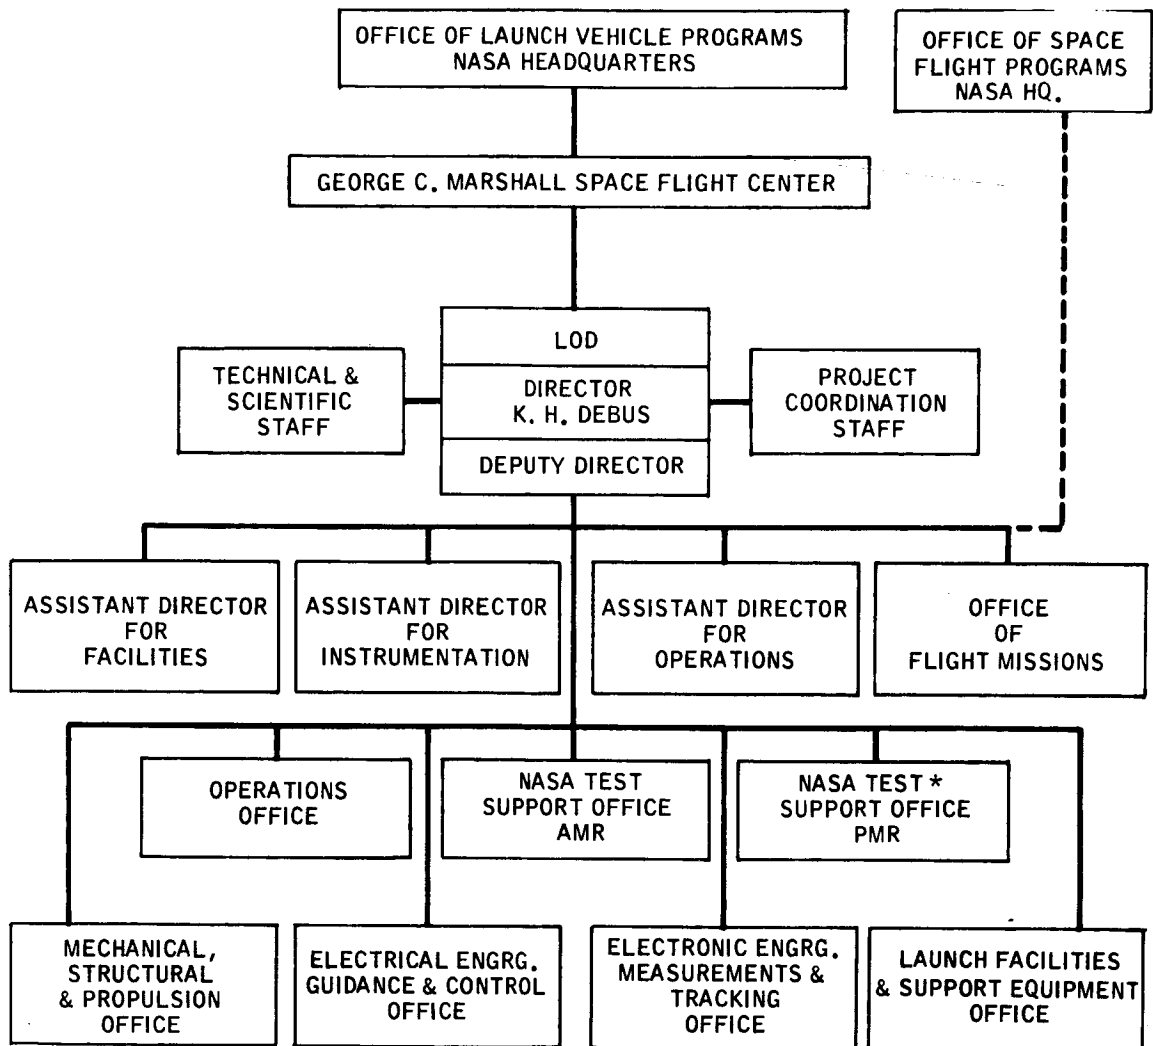 OFFICE OF LAUNCH VEHICLE PROGRAMS
NASA HEADQUARTERS
OFFICE OF SPACE
FLIGHT PROGRAMS
NASA HQ.
GEORGE C. MARSHALL SPACE FLIGHT CENTER
LOD
TECHNICAL &
SCIENTIFIC
STAFF
DIRECTOR
K. H. DEBUS
PROJECT
COORDINATION
STAFF
DEPUTY DIRECTOR
ASSISTANT DIRECTOR
FOR
FACILITIES
ASSISTANT DIRECTOR
FOR
INSTRUMENTATION
ASSISTANT DIRECTOR
FOR
OPERATIONS
OFFICE
OF
FLIGHT MISSIONS
OPERATIONS
OFFICE
NASA TEST
SUPPORT OFFICE
AMR
NASA TEST *
SUPPORT OFFICE
PMR
MECHANICAL,
STRUCTURAL
& PROPULSION
OFFICE
ELECTRICAL ENGRG.
GUIDANCE & CONTROL
OFFICE
ELECTRONIC ENGRG.
MEASUREMENTS &
TRACKING
OFFICE
LAUNCH FACILITIES
& SUPPORT EQUIPMENT
OFFICE